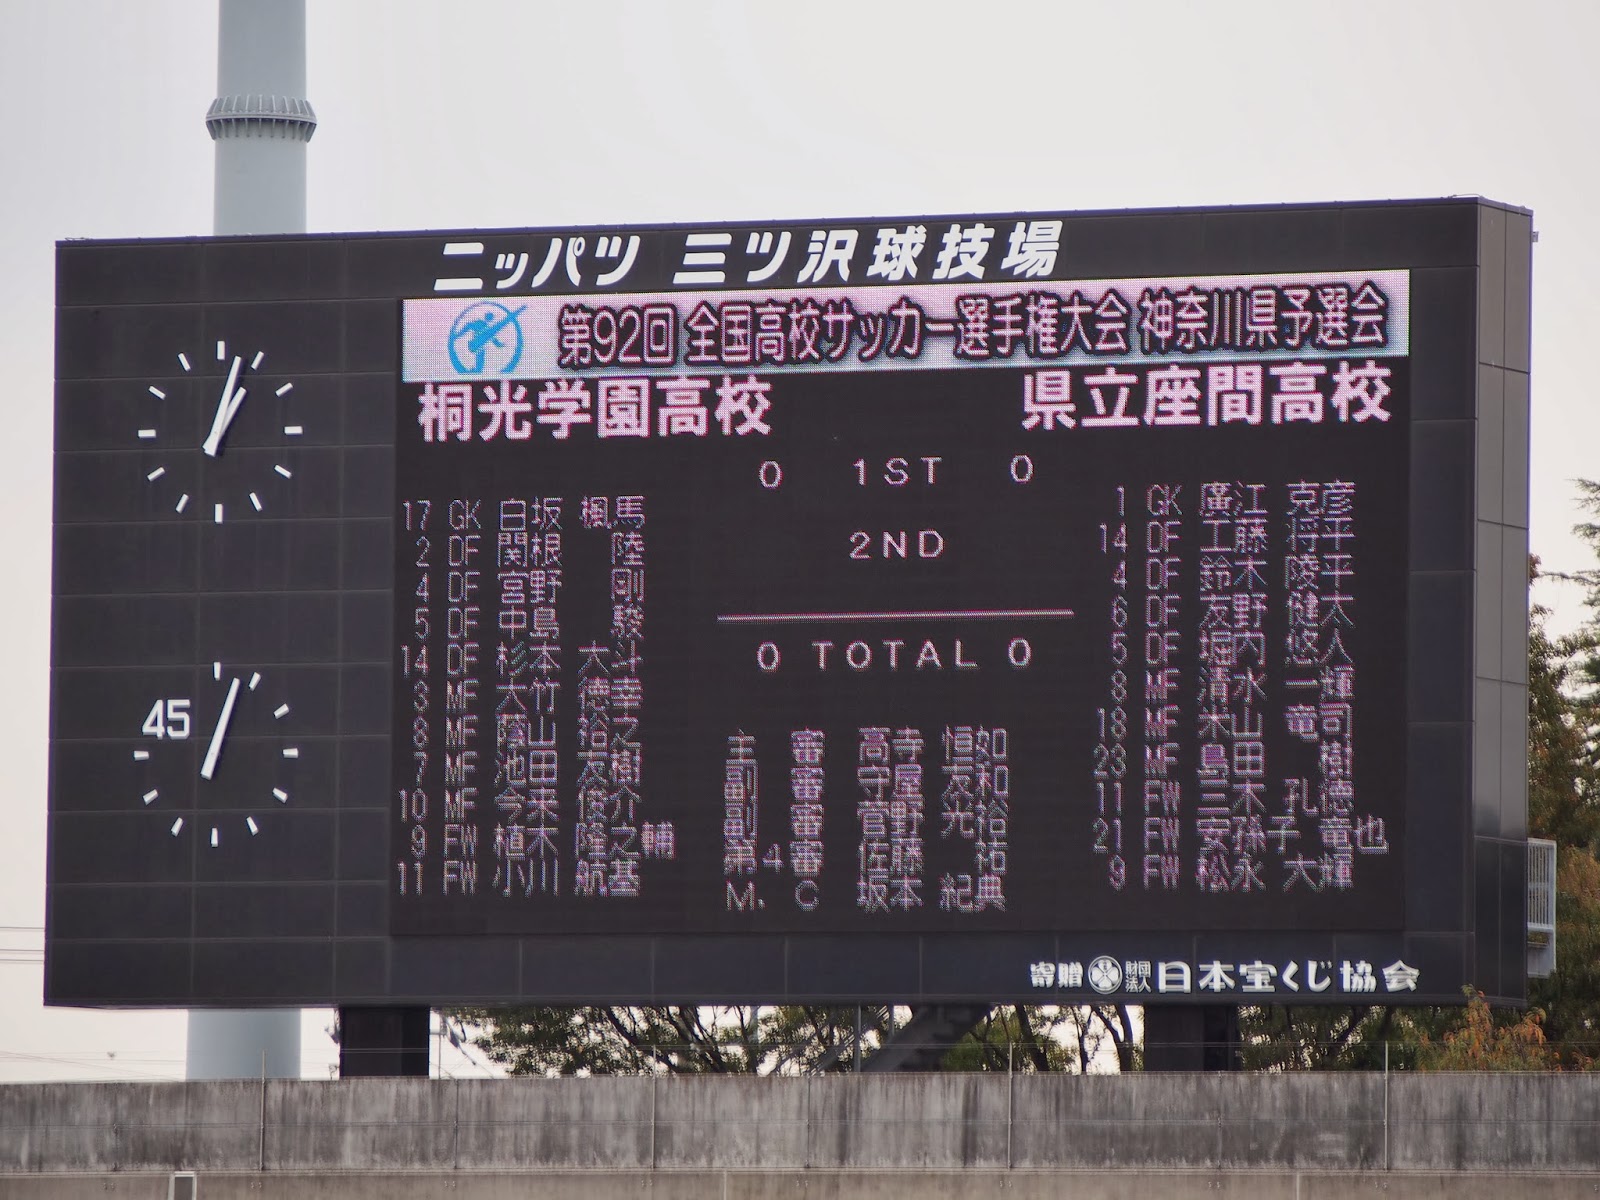 ニッパツ 三ツ沢球技場
第92回 全国高校サッカー選手権大会 神奈川県予選会
桐光学園高校 県立座間高校
0 1ST 0
2ND
0 TOTAL 0
17 GK 白坂 楓馬
2 DF 関根 陸
4 DF 宮野 剛
5 DF 中島 駿
14 DF 杉本 大斗
3 MF 大竹 徳幸
8 MF 陰山 裕之
7 MF 池田 友樹
10 MF 今来 俊介
9 FW 植木 隆之輔
11 FW 小川 航基
主 審 高寺 恒如
副 審 守屋 友和
副 審 菅野 光裕
第4審 佐藤 祐
M.C 坂本 紀典
1 GK 廣江 克彦
14 DF 工藤 将平
4 DF 鈴木 陵平
6 DF 友野 健太
5 DF 堀内 悠人
8 MF 清水 一輝
18 MF 米山 竜司
23 MF 島田 樹
11 FW 三木 孔徳
21 FW 安孫子 竜也
9 FW 松永 大輝
45
寄贈 財団法人 日本宝くじ協会